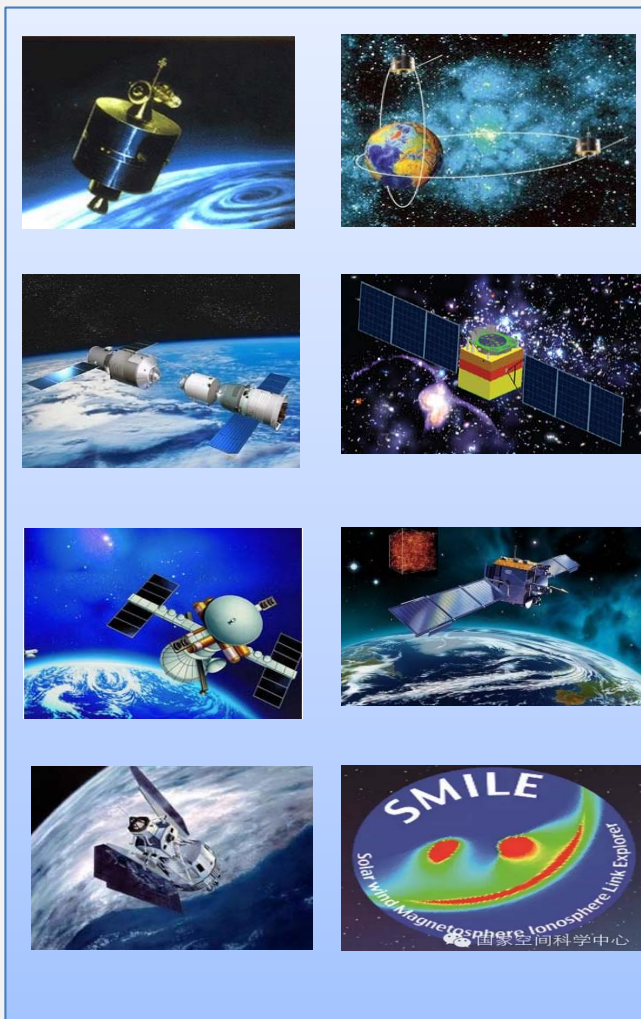 SMILE
Solar wind Magnetosphere Ionosphere Link Explorer
国家空间科学中心